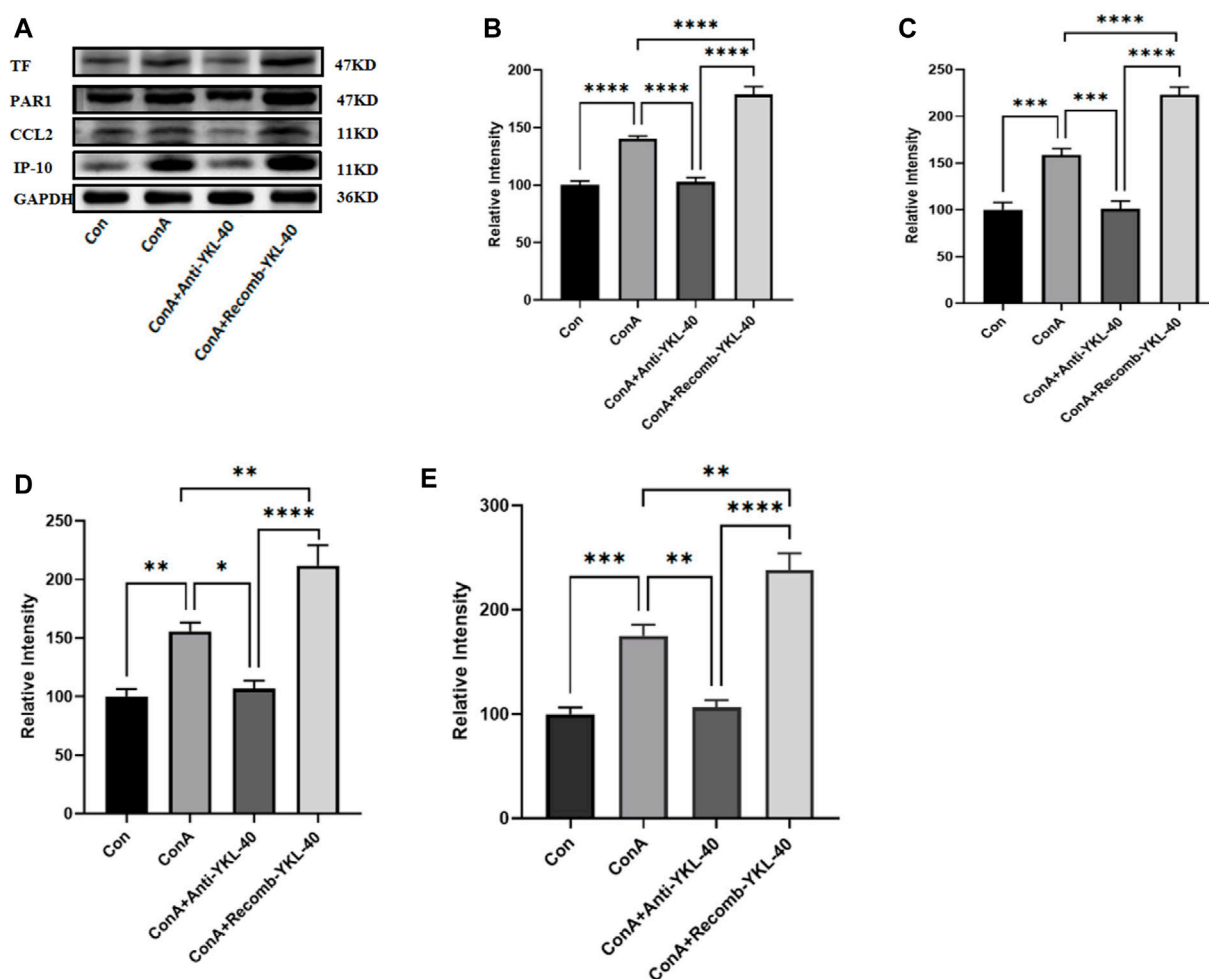 A
TF 47KD
PAR1 47KD
CCL2 11KD
IP-10 11KD
GAPDH 36KD
Con
ConA
ConA+Anti-YKL-40
ConA+Recomb-YKL-40
B
****
****
**** ****
200
150
100
50
0
Relative Intensity
Con
ConA
ConA+Anti-YKL-40
ConA+Recomb-YKL-40
C
****
****
*** ***
250
200
150
100
50
0
Relative Intensity
Con
ConA
ConA+Anti-YKL-40
ConA+Recomb-YKL-40
D
**
****
** *
250
200
150
100
50
0
Relative Intensity
Con
ConA
ConA+Anti-YKL-40
ConA+Recomb-YKL-40
E
**
****
*** **
300
200
100
0
Relative Intensity
Con
ConA
ConA+Anti-YKL-40
ConA+Recomb-YKL-40